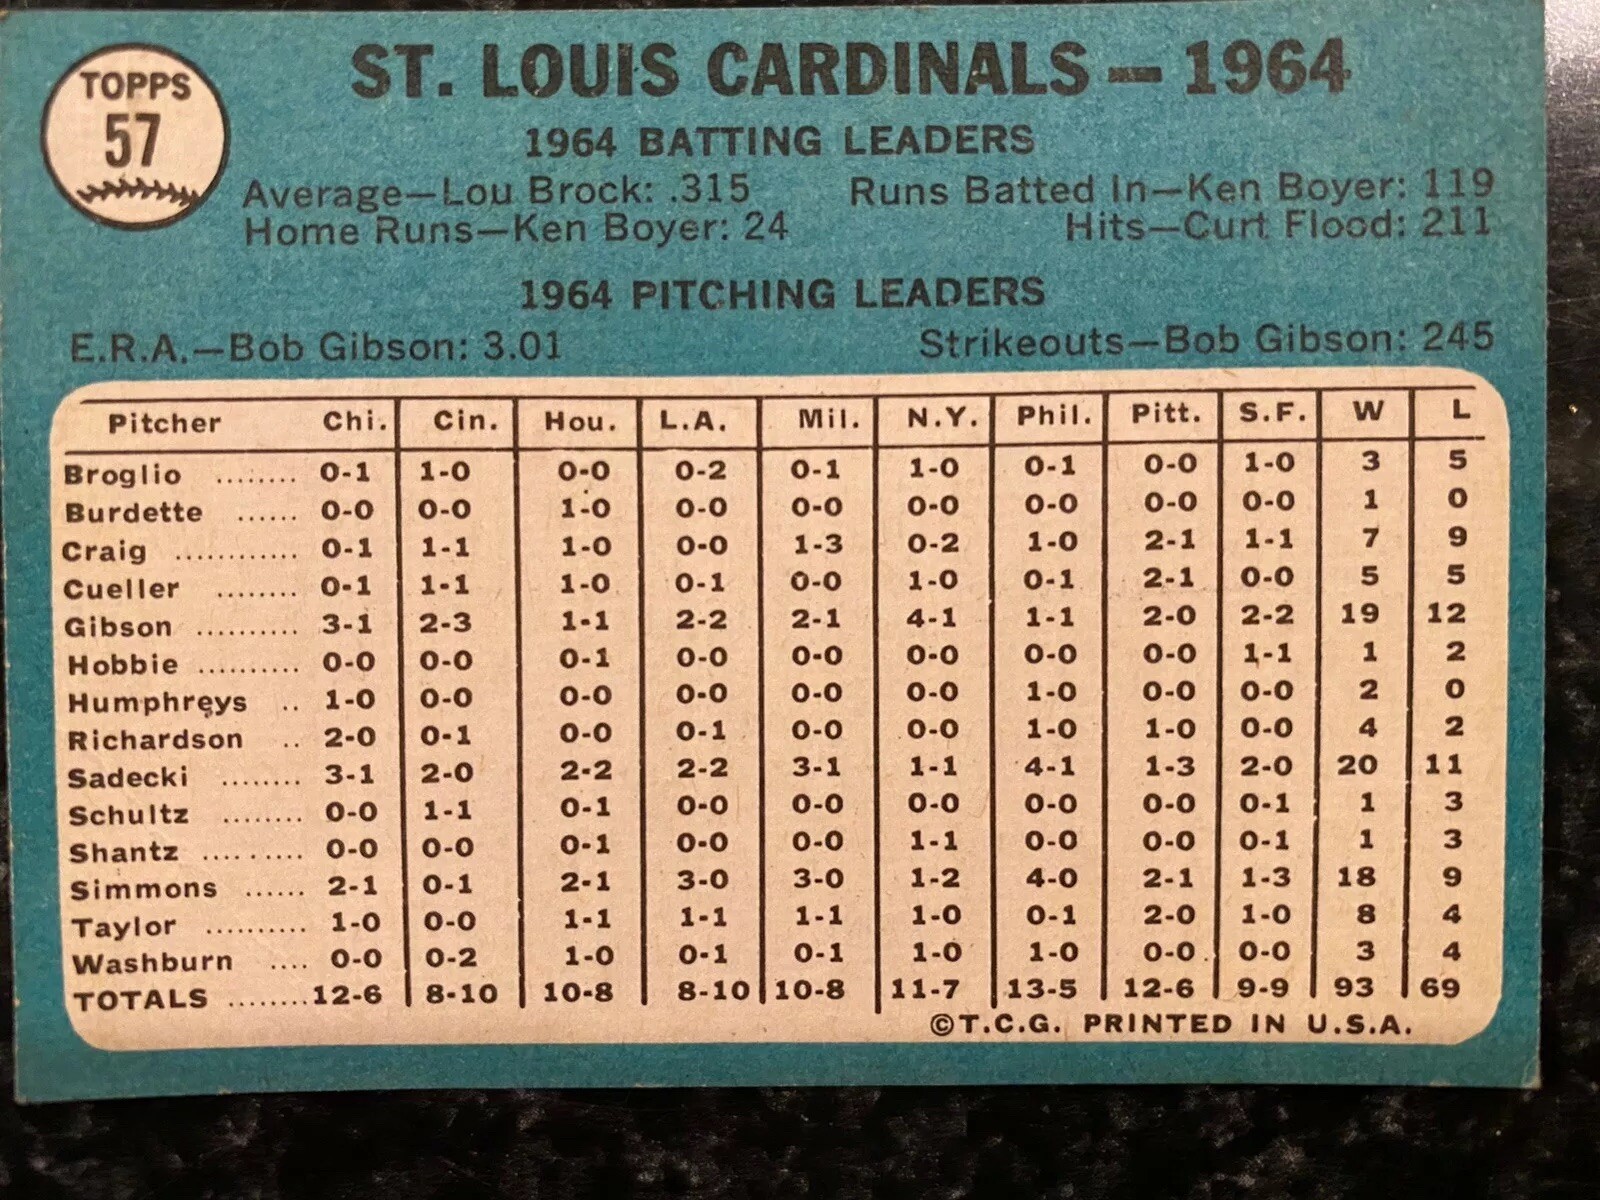 TOPPS
57
ST. LOUIS CARDINALS — 1964
1964 BATTING LEADERS
Average—Lou Brock: .315 Runs Batted In—Ken Boyer: 119
Home Runs—Ken Boyer: 24 Hits—Curt Flood: 211
1964 PITCHING LEADERS
E.R.A.—Bob Gibson: 3.01 Strikeouts—Bob Gibson: 245
Pitcher Chi. Cin. Hou. L.A. Mil. N.Y. Phil. Pitt. S.F. W L
Broglio ........ 0-1 1-0 0-0 0-2 0-1 1-0 0-1 0-0 1-0 3 5
Burdette ...... 0-0 0-0 1-0 0-0 0-0 0-0 0-0 0-0 0-0 1 0
Craig ............ 0-1 1-1 1-0 0-0 1-3 0-2 1-0 2-1 1-1 7 9
Cueller ........ 0-1 1-1 1-0 0-1 0-0 1-0 0-1 2-1 0-0 5 5
Gibson .......... 3-1 2-3 1-1 2-2 2-1 4-1 1-1 2-0 2-2 19 12
Hobbie .......... 0-0 0-0 0-1 0-0 0-0 0-0 0-0 0-0 1-1 1 2
Humphreys .. 1-0 0-0 0-0 0-0 0-0 0-0 1-0 0-0 0-0 2 0
Richardson .. 2-0 0-1 0-0 0-1 0-0 0-0 1-0 1-0 0-0 4 2
Sadecki ........ 3-1 2-0 2-2 2-2 3-1 1-1 4-1 1-3 2-0 20 11
Schultz ........ 0-0 1-1 0-1 0-0 0-0 0-0 0-0 0-0 0-1 1 3
Shantz .......... 0-0 0-0 0-1 0-0 0-0 1-1 0-0 0-0 0-1 1 3
Simmons ...... 2-1 0-1 2-1 3-0 3-0 1-2 4-0 2-1 1-3 18 9
Taylor .......... 1-0 0-0 1-1 1-1 1-1 1-0 0-1 2-0 1-0 8 4
Washburn .... 0-0 0-2 1-0 0-1 0-1 1-0 1-0 0-0 0-0 3 4
TOTALS ........ 12-6 8-10 10-8 8-10 10-8 11-7 13-5 12-6 9-9 93 69
©T.C.G. PRINTED IN U.S.A.